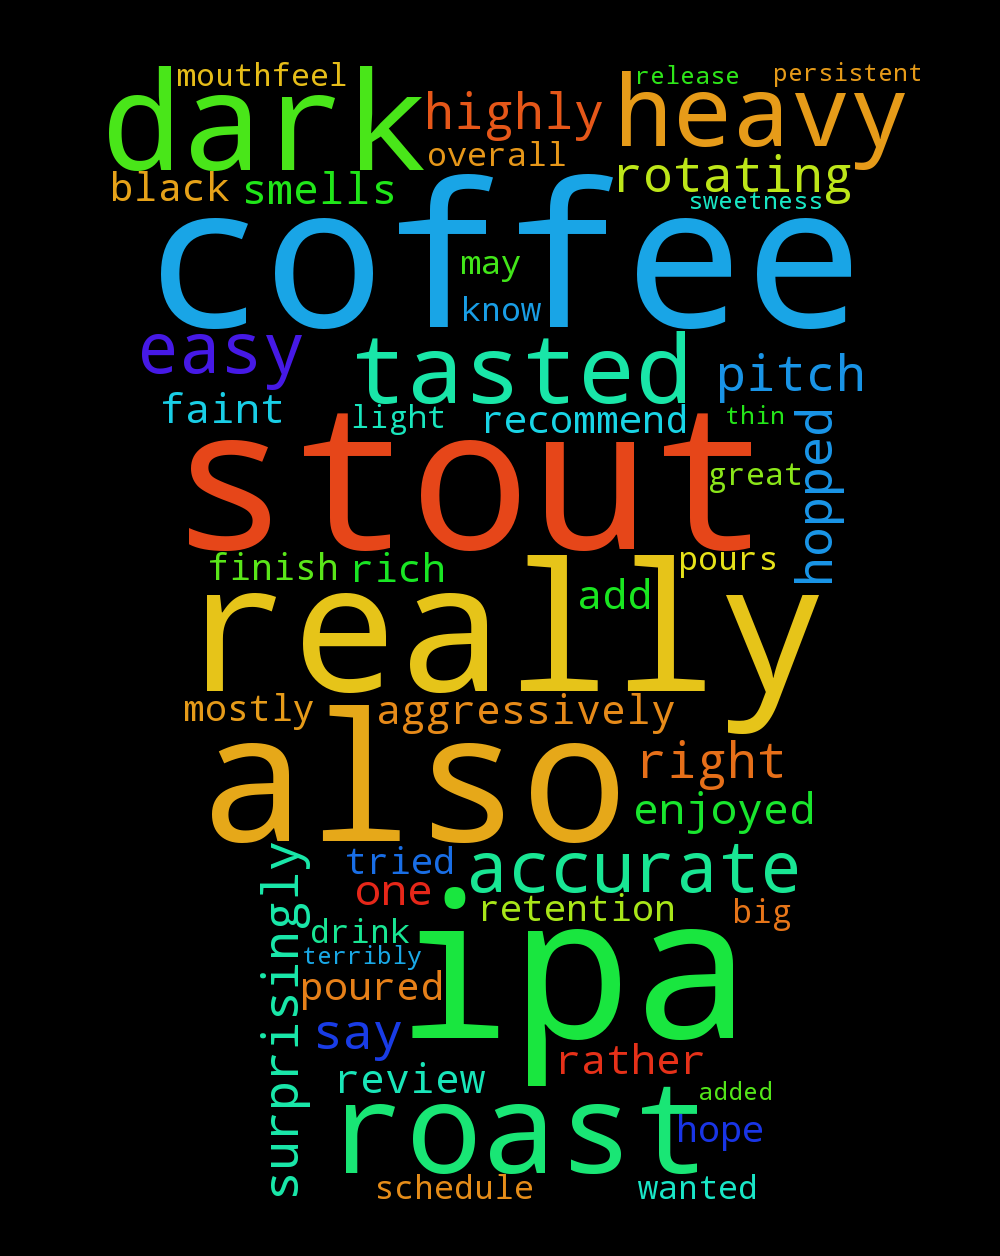 mouthfeel
release
persistent
dark
highly
heavy
overall
rotating
black
smells
sweetness
coffee
may
know
easy
tasted
pitch
faint
light
recommend
thin
hopped
stout
great
finish
rich
pours
add
really
mostly
aggressively
also
right
enjoyed
surprisingly
tried
accurate
one
retention
big
drink
ipa
terribly
poured
say
rather
review
added
roast
hope
schedule
wanted